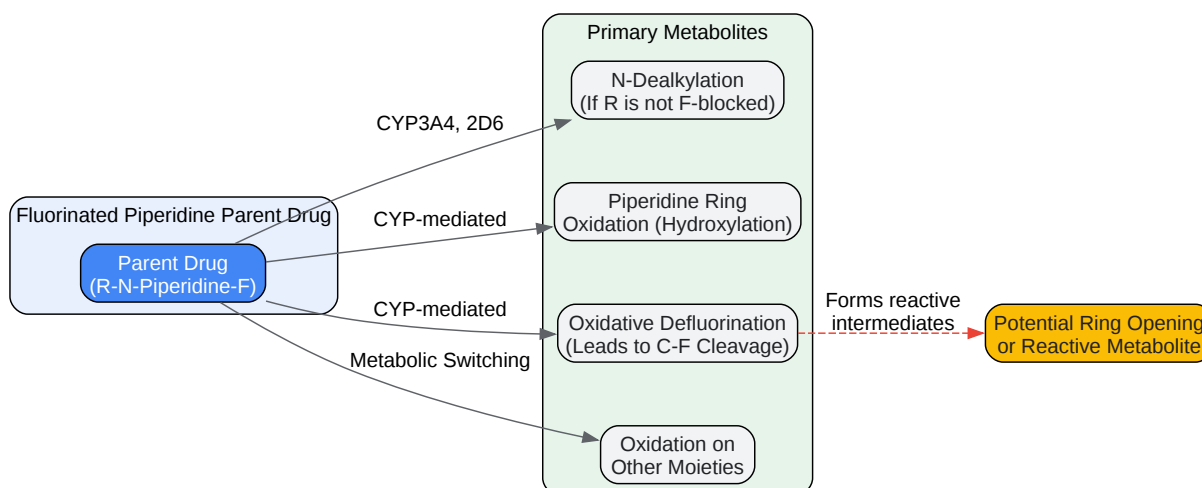 Primary Metabolites
N-Dealkylation
(If R is not F-blocked)
CYP3A4, 2D6
Piperidine Ring
Oxidation (Hydroxylation)
Fluorinated Piperidine Parent Drug
CYP-mediated
Parent Drug
(R-N-Piperidine-F)
CYP-mediated
Oxidative Defluorination
(Leads to C-F Cleavage)
Forms reactive
intermediates
Potential Ring Opening
or Reactive Metabolite
Metabolic Switching
Oxidation on
Other Moieties